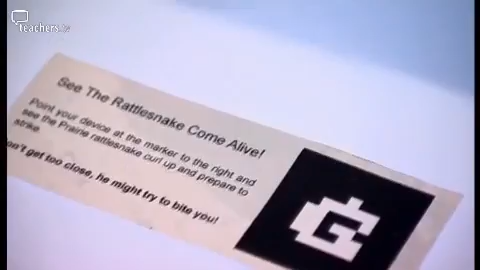 teachers.tv
See The Rattlesnake Come Alive!
Point your device at the marker to the right and
see the Prairie rattlesnake curl up and prepare to
strike.
on't get too close, he might try to bite you!
G